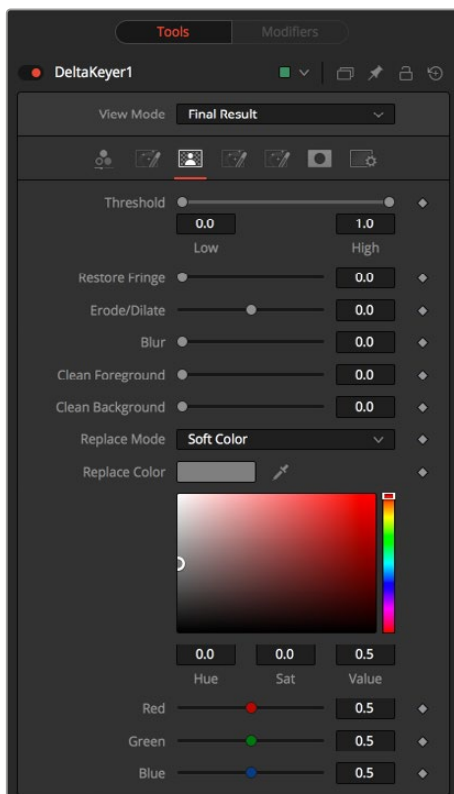 Tools Modifiers
DeltaKeyer1
View Mode Final Result
Threshold
0.0 1.0
Low High
Restore Fringe 0.0
Erode/Dilate 0.0
Blur 0.0
Clean Foreground 0.0
Clean Background 0.0
Replace Mode Soft Color
Replace Color
0.0 0.0 0.5
Hue Sat Value
Red 0.5
Green 0.5
Blue 0.5